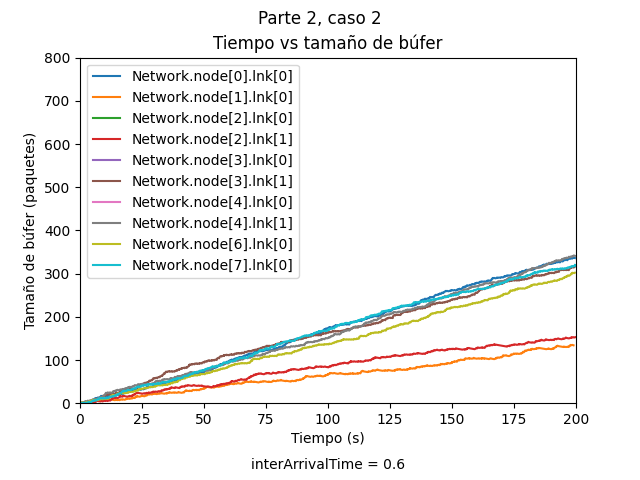 Parte 2, caso 2
Tiempo vs tamaño de búfer
800
700
600
500
400
300
200
100
0
Tamaño de búfer (paquetes)
Network.node[0].lnk[0]
Network.node[1].lnk[0]
Network.node[2].lnk[0]
Network.node[2].lnk[1]
Network.node[3].lnk[0]
Network.node[3].lnk[1]
Network.node[4].lnk[0]
Network.node[4].lnk[1]
Network.node[6].lnk[0]
Network.node[7].lnk[0]
0 25 50 75 100 125 150 175 200
Tiempo (s)
interArrivalTime = 0.6